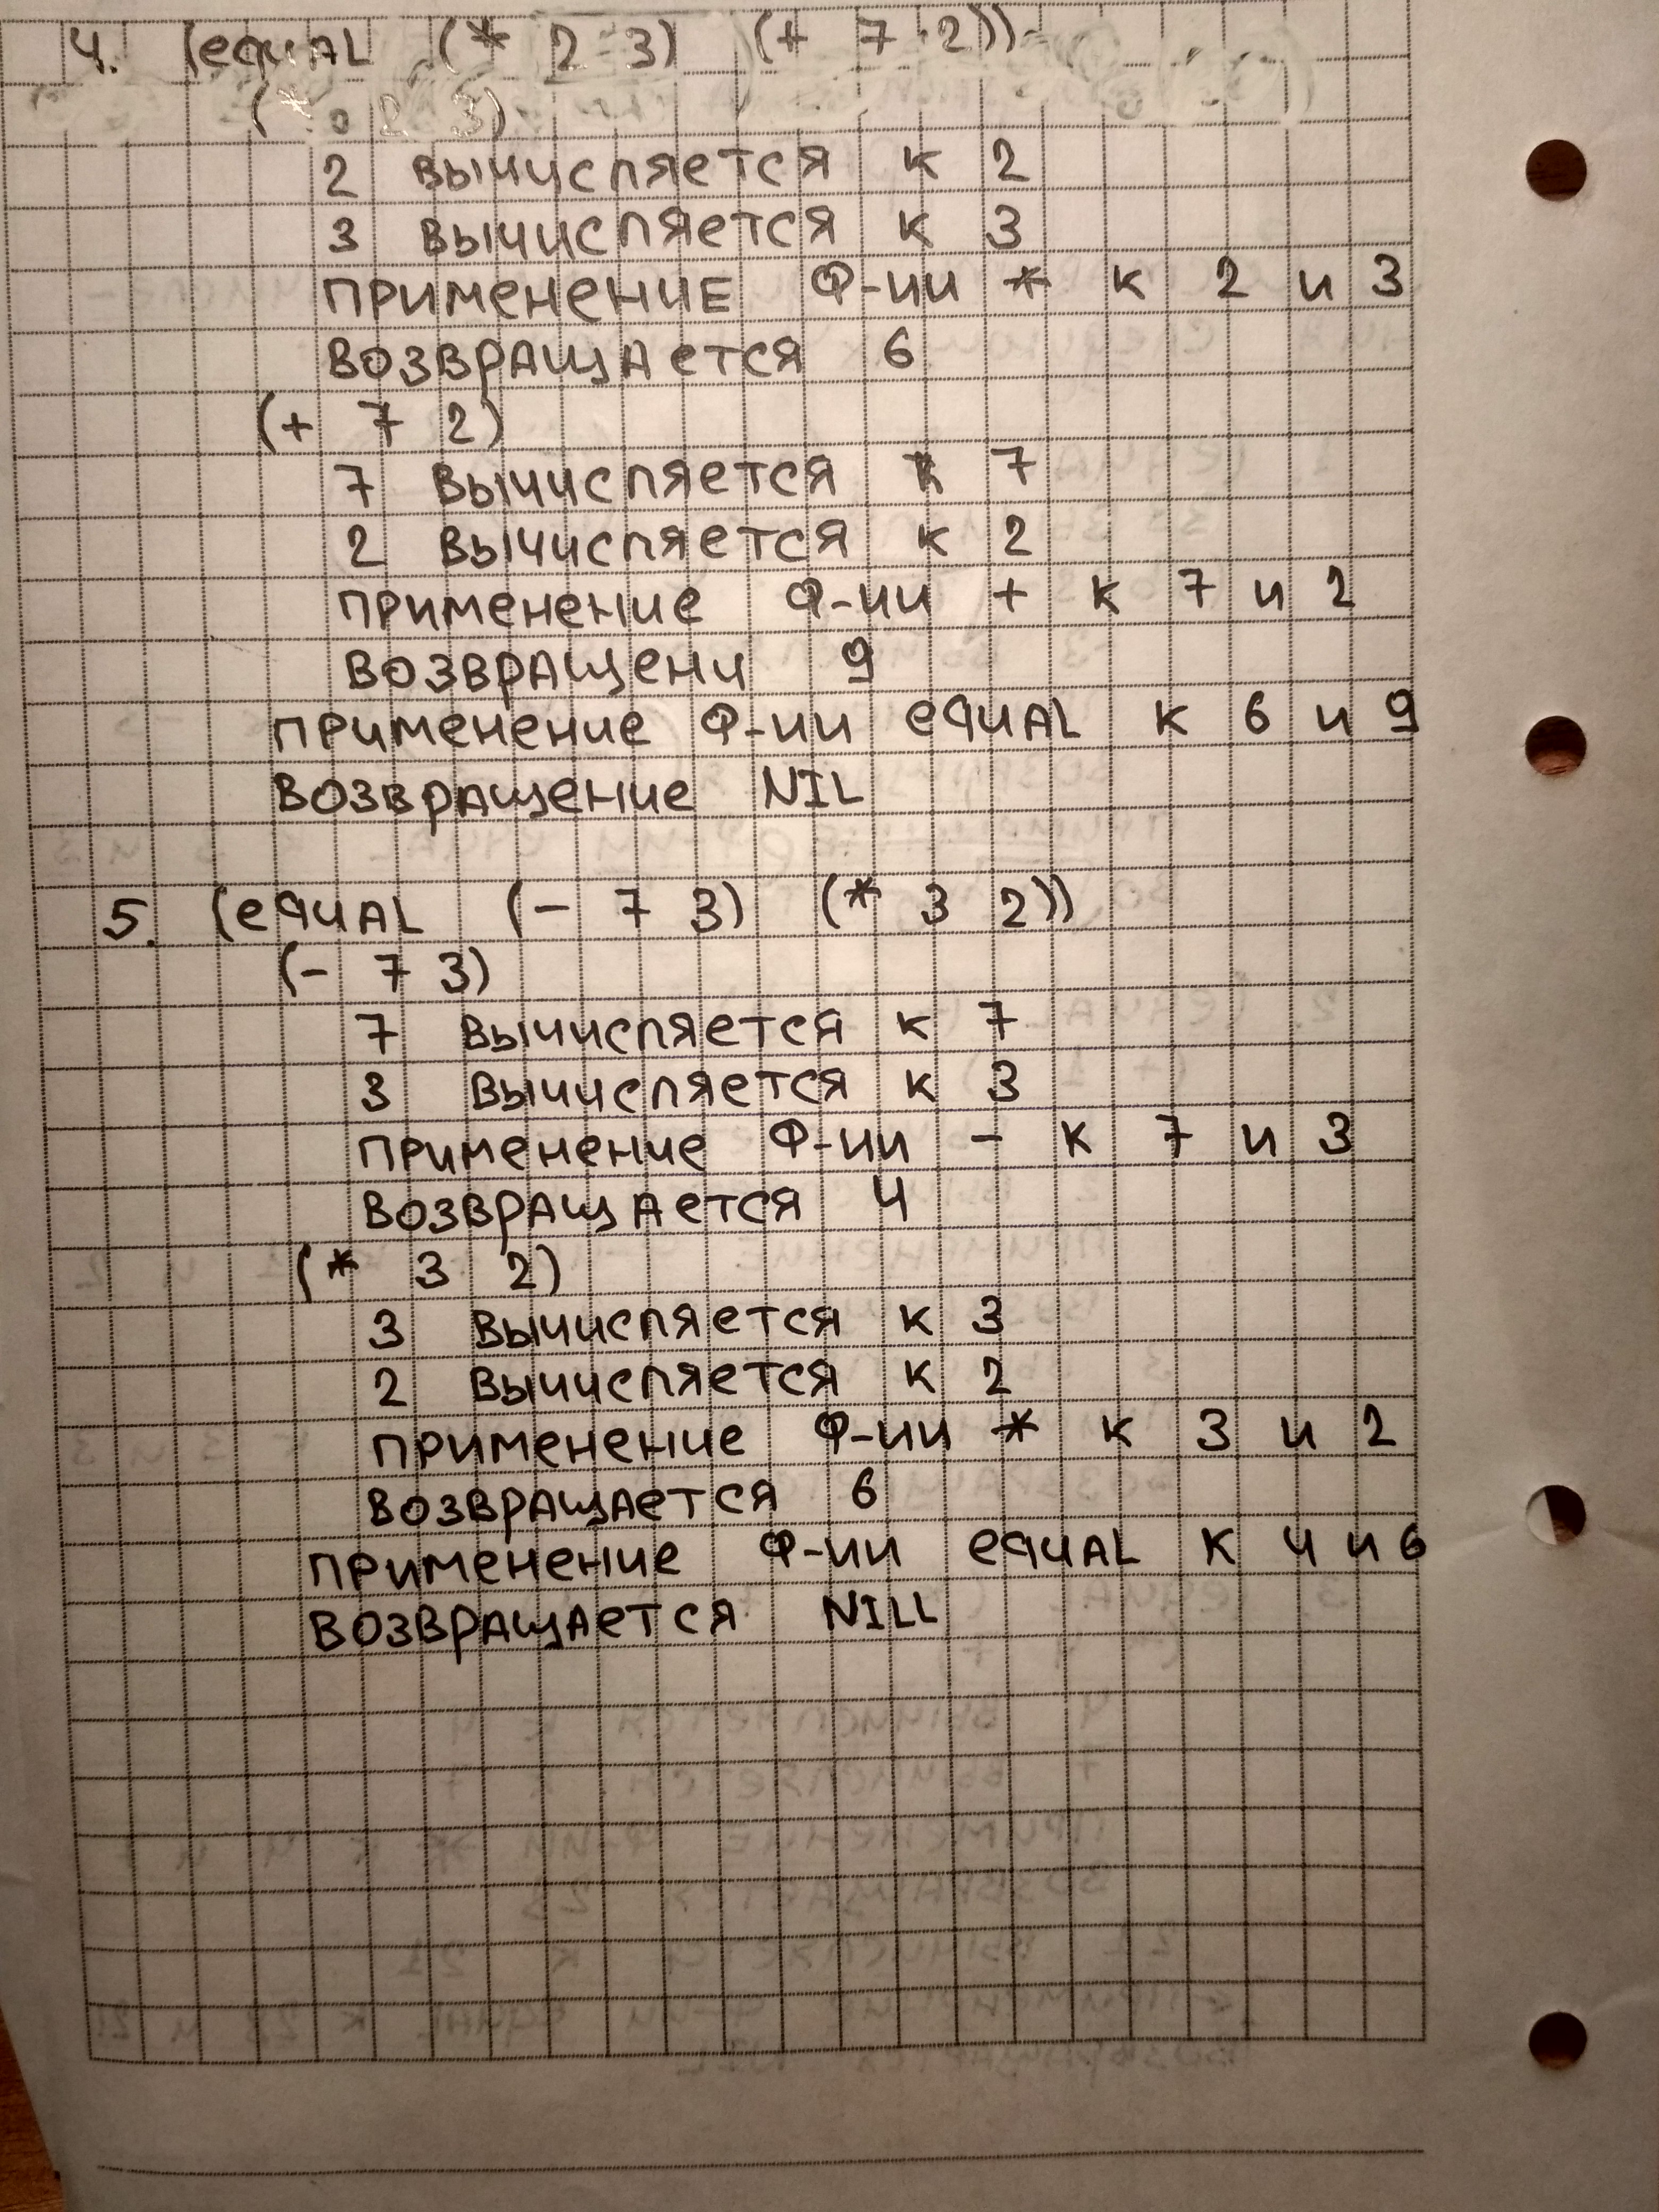 4. (equAL (* 2 3) (+ 7 2))
(* 2 3)
2 вычисляется к 2
3 вычисляется к 3
применениЕ Ф-ии * к 2 и 3
возвращается 6
(+ 7 2)
7 вычисляется к 7
2 вычисляется к 2
применение Ф-ии + к 7 и 2
возвращени 9
применение Ф-ии equAL к 6 и 9
возвращение NIL
5. (equAL (- 7 3) (* 3 2))
(- 7 3)
7 вычисляется к 7
3 вычисляется к 3
применение Ф-ии - к 7 и 3
возвращается 4
(* 3 2)
3 вычисляется к 3
2 вычисляется к 2
применение Ф-ии * к 3 и 2
возвращается 6
применение Ф-ии equAL к 4 и 6
возвращается NILL